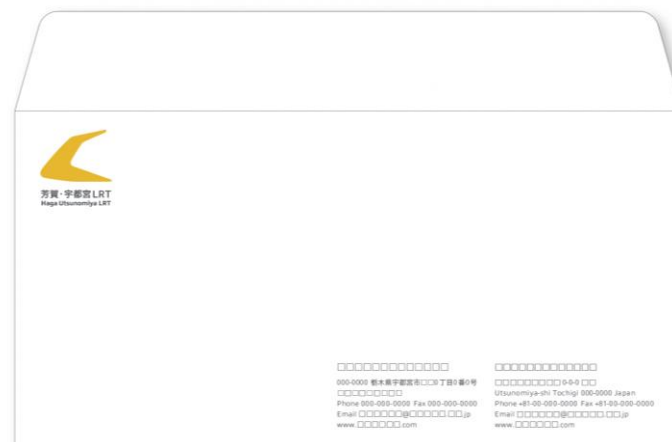 芳賀・宇都宮LRT
Haga Utsunomiya LRT
□□□□□□□□□□□□□
000-0000 栃木県宇都宮市□□0丁目0番0号
□□□□□□□□□
Phone 000-000-0000 Fax 000-000-0000
Email □□□□□□@□□□□□.□□.jp
www.□□□□□□.com
□□□□□□□□□□□□□
□□□□□□□□□ 0-0-0 □□
Utsunomiya-shi Tochigi 000-0000 Japan
Phone +81-00-000-0000 Fax +81-00-000-0000
Email □□□□□□@□□□□□.□□.jp
www.□□□□□□.com